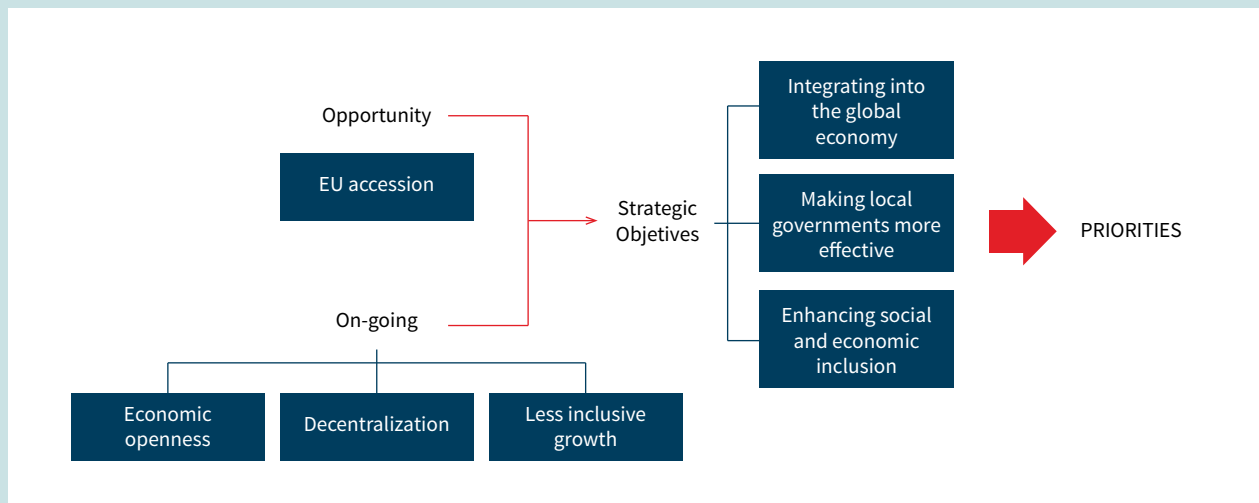 Opportunity
EU accession
On-going
Economic
openness
Decentralization
Less inclusive
growth
Strategic
Objetives
Integrating into
the global
economy
Making local
governments more
effective
Enhancing social
and economic
inclusion
PRIORITIES